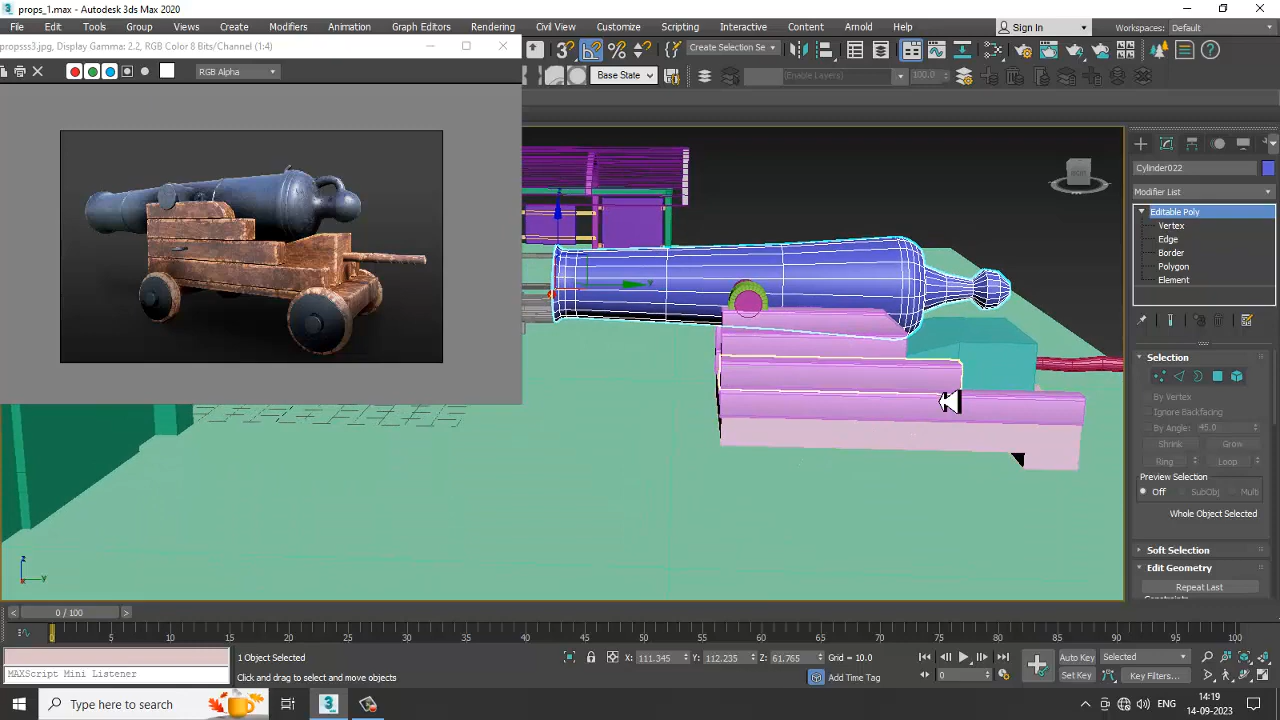 props_1.max - Autodesk 3ds Max 2020
File Edit Tools Group Views Create Modifiers Animation Graph Editors Rendering Civil View Customize Scripting Interactive Content Arnold Help Sign In Workspaces: Default
propsss3.jpg, Display Gamma: 2.2, RGB Color 8 Bits/Channel (1:4)
Create Selection Se
RGB Alpha
Base State
(Enable Layers)
100.0
Cylinder022
Modifier List
Editable Poly
Vertex
Edge
Border
Polygon
Element
Selection
By Vertex
Ignore Backfacing
By Angle: 45.0
Shrink Grow
Ring Loop
Preview Selection
Off SubObj Multi
Whole Object Selected
Soft Selection
Edit Geometry
Repeat Last
Constraints
z
y
x
y
0 / 100
0 5 10 15 20 25 30 35 40 45 50 55 60 65 70 75 80 85 90 95 100
1 Object Selected
X: 111.345 Y: 112.235 Z: 61.765 Grid = 10.0
Auto Key Selected
MAXScript Mini Listener
Click and drag to select and move objects
Add Time Tag
0
Set Key Key Filters...
Type here to search
ENG
14:19
14-09-2023